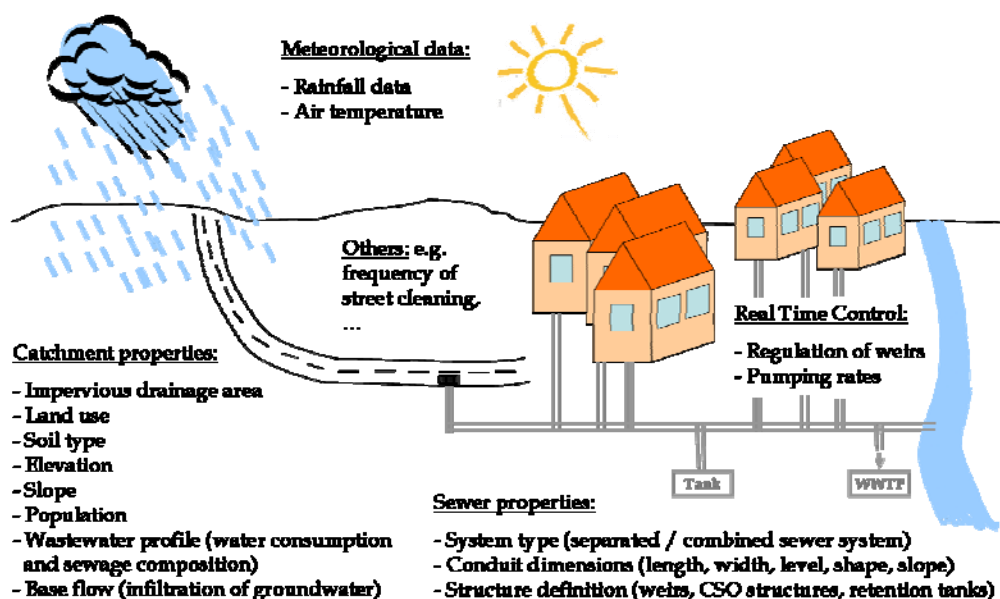 Meteorological data:
- Rainfall data
- Air temperature
Others: e.g.
frequency of
street cleaning,
...
Real Time Control:
- Regulation of weirs
- Pumping rates
Catchment properties:
- Impervious drainage area
- Land use
- Soil type
- Elevation
- Slope
- Population
- Wastewater profile (water consumption
and sewage composition)
- Base flow (infiltration of groundwater)
Tank
WWTP
Sewer properties:
- System type (separated / combined sewer system)
- Conduit dimensions (length, width, level, shape, slope)
- Structure definition (weirs, CSO structures, retention tanks)